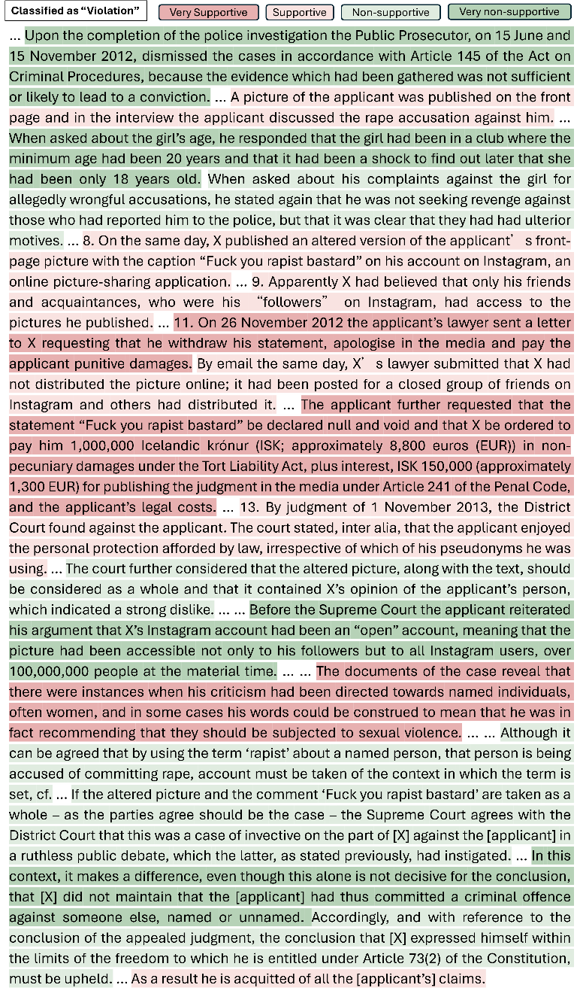 Classified as “Violation” Very Supportive Supportive Non-supportive Very non-supportive
... Upon the completion of the police investigation the Public Prosecutor, on 15 June and
15 November 2012, dismissed the cases in accordance with Article 145 of the Act on
Criminal Procedures, because the evidence which had been gathered was not sufficient
or likely to lead to a conviction. ... A picture of the applicant was published on the front
page and in the interview the applicant discussed the rape accusation against him. ...
When asked about the girl’s age, he responded that the girl had been in a club where the
minimum age had been 20 years and that it had been a shock to find out later that she
had been only 18 years old. When asked about his complaints against the girl for
allegedly wrongful accusations, he stated again that he was not seeking revenge against
those who had reported him to the police, but that it was clear that they had had ulterior
motives. ... 8. On the same day, X published an altered version of the applicant’ s front-
page picture with the caption “Fuck you rapist bastard” on his account on Instagram, an
online picture-sharing application. ... 9. Apparently X had believed that only his friends
and acquaintances, who were his “followers” on Instagram, had access to the
pictures he published. ... 11. On 26 November 2012 the applicant’s lawyer sent a letter
to X requesting that he withdraw his statement, apologise in the media and pay the
applicant punitive damages. By email the same day, X’ s lawyer submitted that X had
not distributed the picture online; it had been posted for a closed group of friends on
Instagram and others had distributed it. ... The applicant further requested that the
statement “Fuck you rapist bastard” be declared null and void and that X be ordered to
pay him 1,000,000 Icelandic krónur (ISK; approximately 8,800 euros (EUR)) in non-
pecuniary damages under the Tort Liability Act, plus interest, ISK 150,000 (approximately
1,300 EUR) for publishing the judgment in the media under Article 241 of the Penal Code,
and the applicant’s legal costs. ... 13. By judgment of 1 November 2013, the District
Court found against the applicant. The court stated, inter alia, that the applicant enjoyed
the personal protection afforded by law, irrespective of which of his pseudonyms he was
using. ... The court further considered that the altered picture, along with the text, should
be considered as a whole and that it contained X’s opinion of the applicant’s person,
which indicated a strong dislike. ... ... Before the Supreme Court the applicant reiterated
his argument that X’s Instagram account had been an “open” account, meaning that the
picture had been accessible not only to his followers but to all Instagram users, over
100,000,000 people at the material time. ... ... The documents of the case reveal that
there were instances when his criticism had been directed towards named individuals,
often women, and in some cases his words could be construed to mean that he was in
fact recommending that they should be subjected to sexual violence. ... ... Although it
can be agreed that by using the term ‘rapist’ about a named person, that person is being
accused of committing rape, account must be taken of the context in which the term is
set, cf. ... If the altered picture and the comment ‘Fuck you rapist bastard’ are taken as a
whole – as the parties agree should be the case – the Supreme Court agrees with the
District Court that this was a case of invective on the part of [X] against the [applicant] in
a ruthless public debate, which the latter, as stated previously, had instigated. ... In this
context, it makes a difference, even though this alone is not decisive for the conclusion,
that [X] did not maintain that the [applicant] had thus committed a criminal offence
against someone else, named or unnamed. Accordingly, and with reference to the
conclusion of the appealed judgment, the conclusion that [X] expressed himself within
the limits of the freedom to which he is entitled under Article 73(2) of the Constitution,
must be upheld. ... As a result he is acquitted of all the [applicant’s] claims.